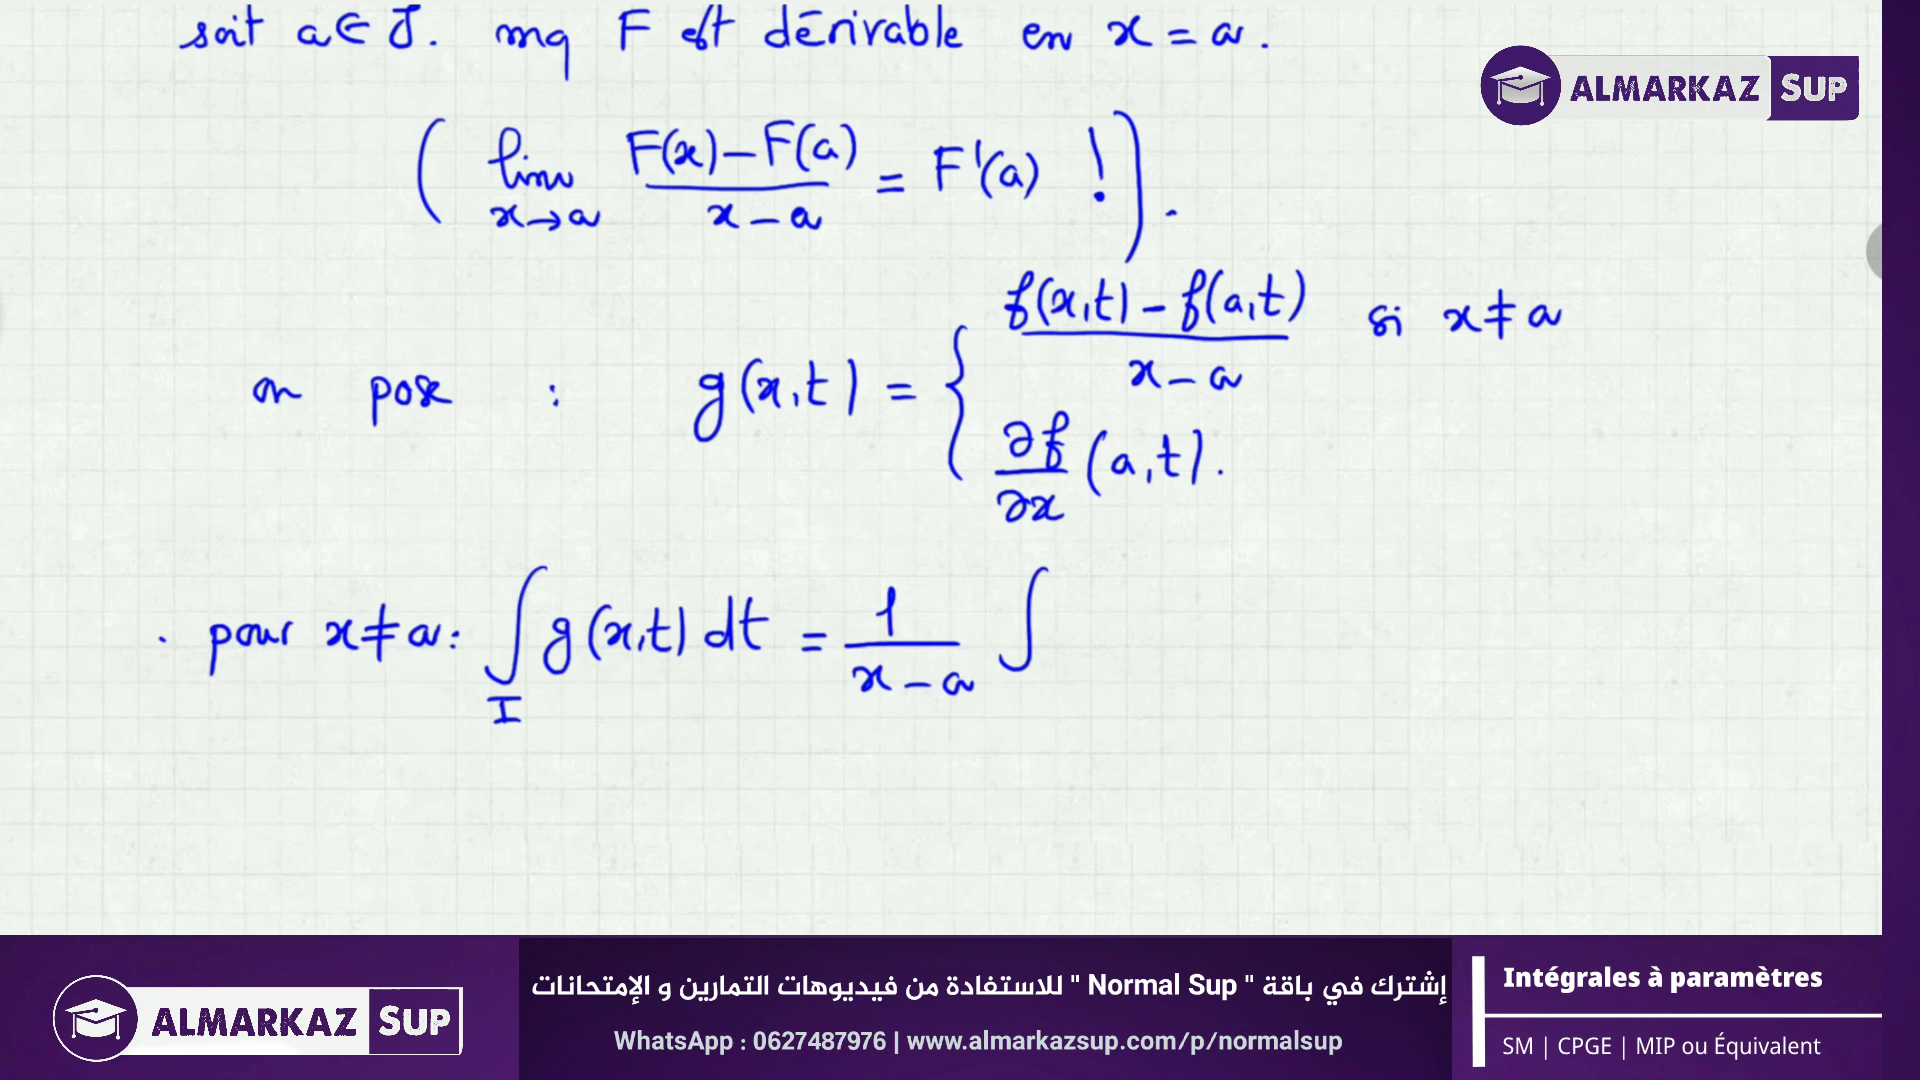 soit a ∈ J. mq F est dérivable en x = a.
ALMARKAZ SUP
( lim x→a (F(x) − F(a))/(x − a) = F'(a) ! ).
on pose : g(x,t) = { (f(x,t) − f(a,t))/(x − a) si x ≠ a
∂f/∂x (a,t).
. pour x ≠ a : ∫_I g(x,t) dt = 1/(x − a) ∫
ALMARKAZ SUP
إشترك في باقة " Normal Sup " للاستفادة من فيديوهات التمارين و الإمتحانات
WhatsApp : 0627487976 | www.almarkazsup.com/p/normalsup
Intégrales à paramètres
SM | CPGE | MIP ou Équivalent